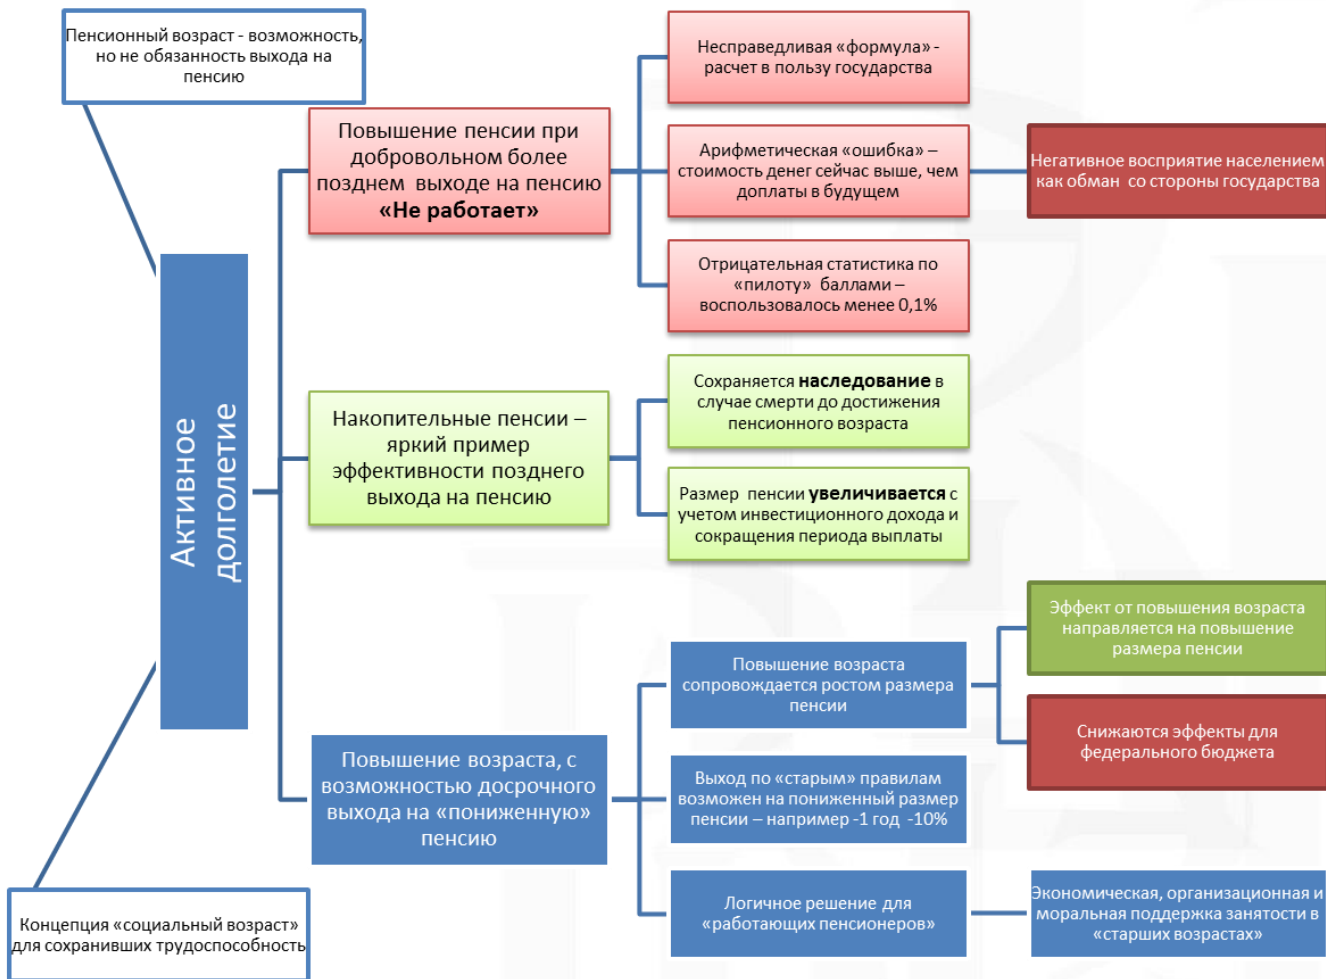 Пенсионный возраст - возможность,
но не обязанность выхода на
пенсию
Активное
долголетие
Концепция «социальный возраст»
для сохранивших трудоспособность
Повышение пенсии при
добровольном более
позднем выходе на пенсию
«Не работает»
Несправедливая «формула» -
расчет в пользу государства
Арифметическая «ошибка» –
стоимость денег сейчас выше, чем
доплаты в будущем
Негативное восприятие населением
как обман со стороны государства
Отрицательная статистика по
«пилоту» баллами –
воспользовалось менее 0,1%
Накопительные пенсии –
яркий пример
эффективности позднего
выхода на пенсию
Сохраняется наследование в
случае смерти до достижения
пенсионного возраста
Размер пенсии увеличивается с
учетом инвестиционного дохода и
сокращения периода выплаты
Повышение возраста, с
возможностью досрочного
выхода на «пониженную»
пенсию
Повышение возраста
сопровождается ростом размера
пенсии
Эффект от повышения возраста
направляется на повышение
размера пенсии
Снижаются эффекты для
федерального бюджета
Выход по «старым» правилам
возможен на пониженный размер
пенсии – например -1 год -10%
Логичное решение для
«работающих пенсионеров»
Экономическая, организационная и
моральная поддержка занятости в
«старших возрастах»